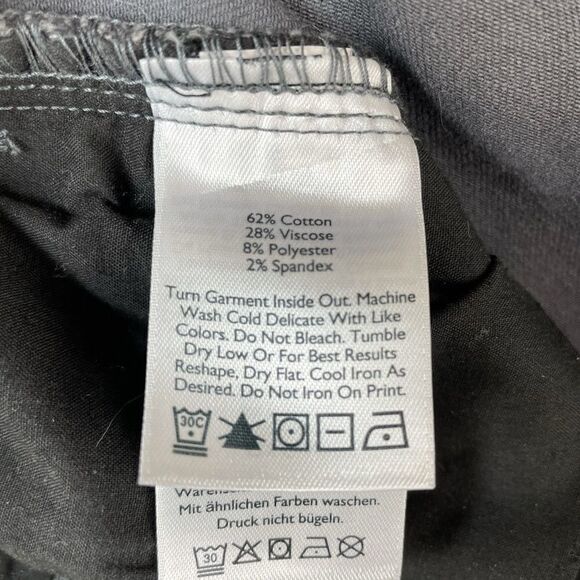 62% Cotton
28% Viscose
8% Polyester
2% Spandex
Turn Garment Inside Out. Machine
Wash Cold Delicate With Like
Colors. Do Not Bleach. Tumble
Dry Low Or For Best Results
Reshape, Dry Flat. Cool Iron As
Desired. Do Not Iron On Print.
30C
Mit ähnlichen Farben waschen.
Druck nicht bügeln.
30